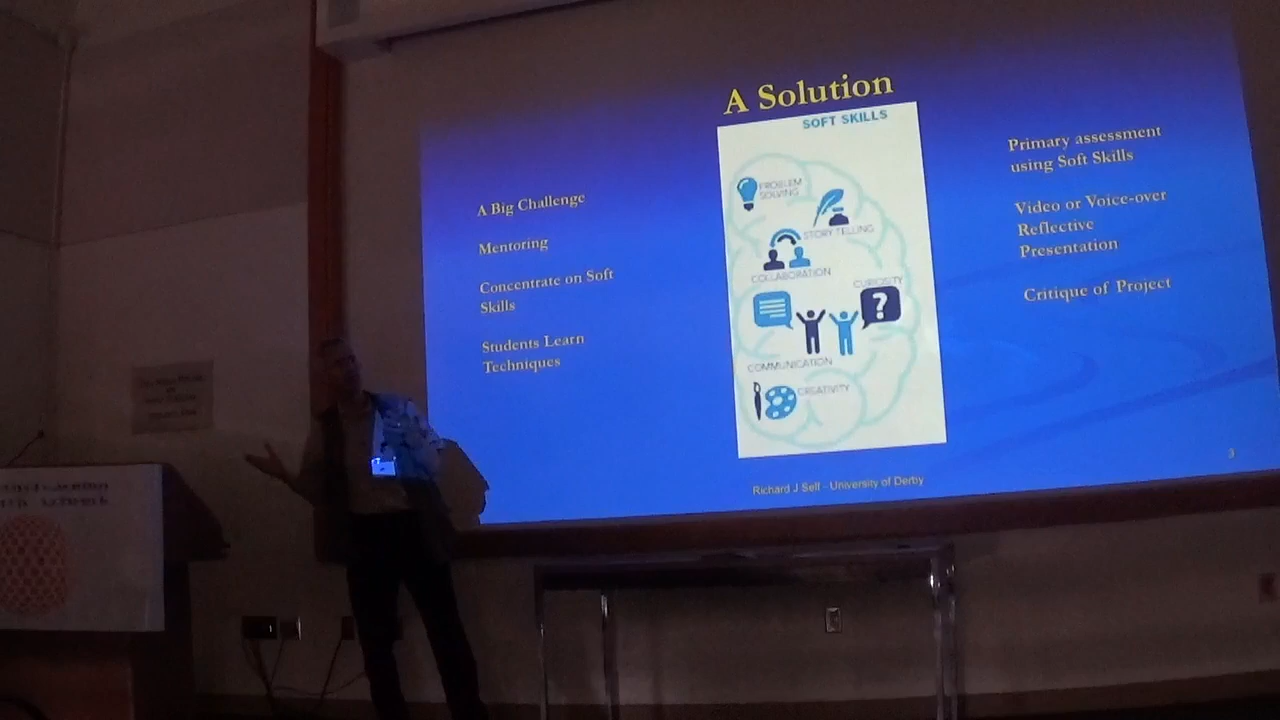 A Solution
A Big Challenge
Mentoring
Concentrate on Soft
Skills
Students Learn
Techniques
SOFT SKILLS
PROBLEM
SOLVING
STORY TELLING
COLLABORATION
CURIOSITY
COMMUNICATION
CREATIVITY
Primary assessment
using Soft Skills
Video or Voice-over
Reflective
Presentation
Critique of Project
Richard J Self - University of Derby
3